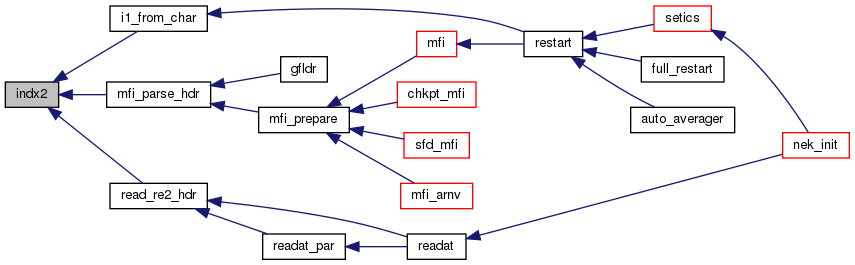 indx2
i1_from_char
mfi_parse_hdr
read_re2_hdr
gfldr
mfi_prepare
readat_par
mfi
chkpt_mfi
sfd_mfi
mfi_arnv
readat
restart
setics
full_restart
auto_averager
nek_init